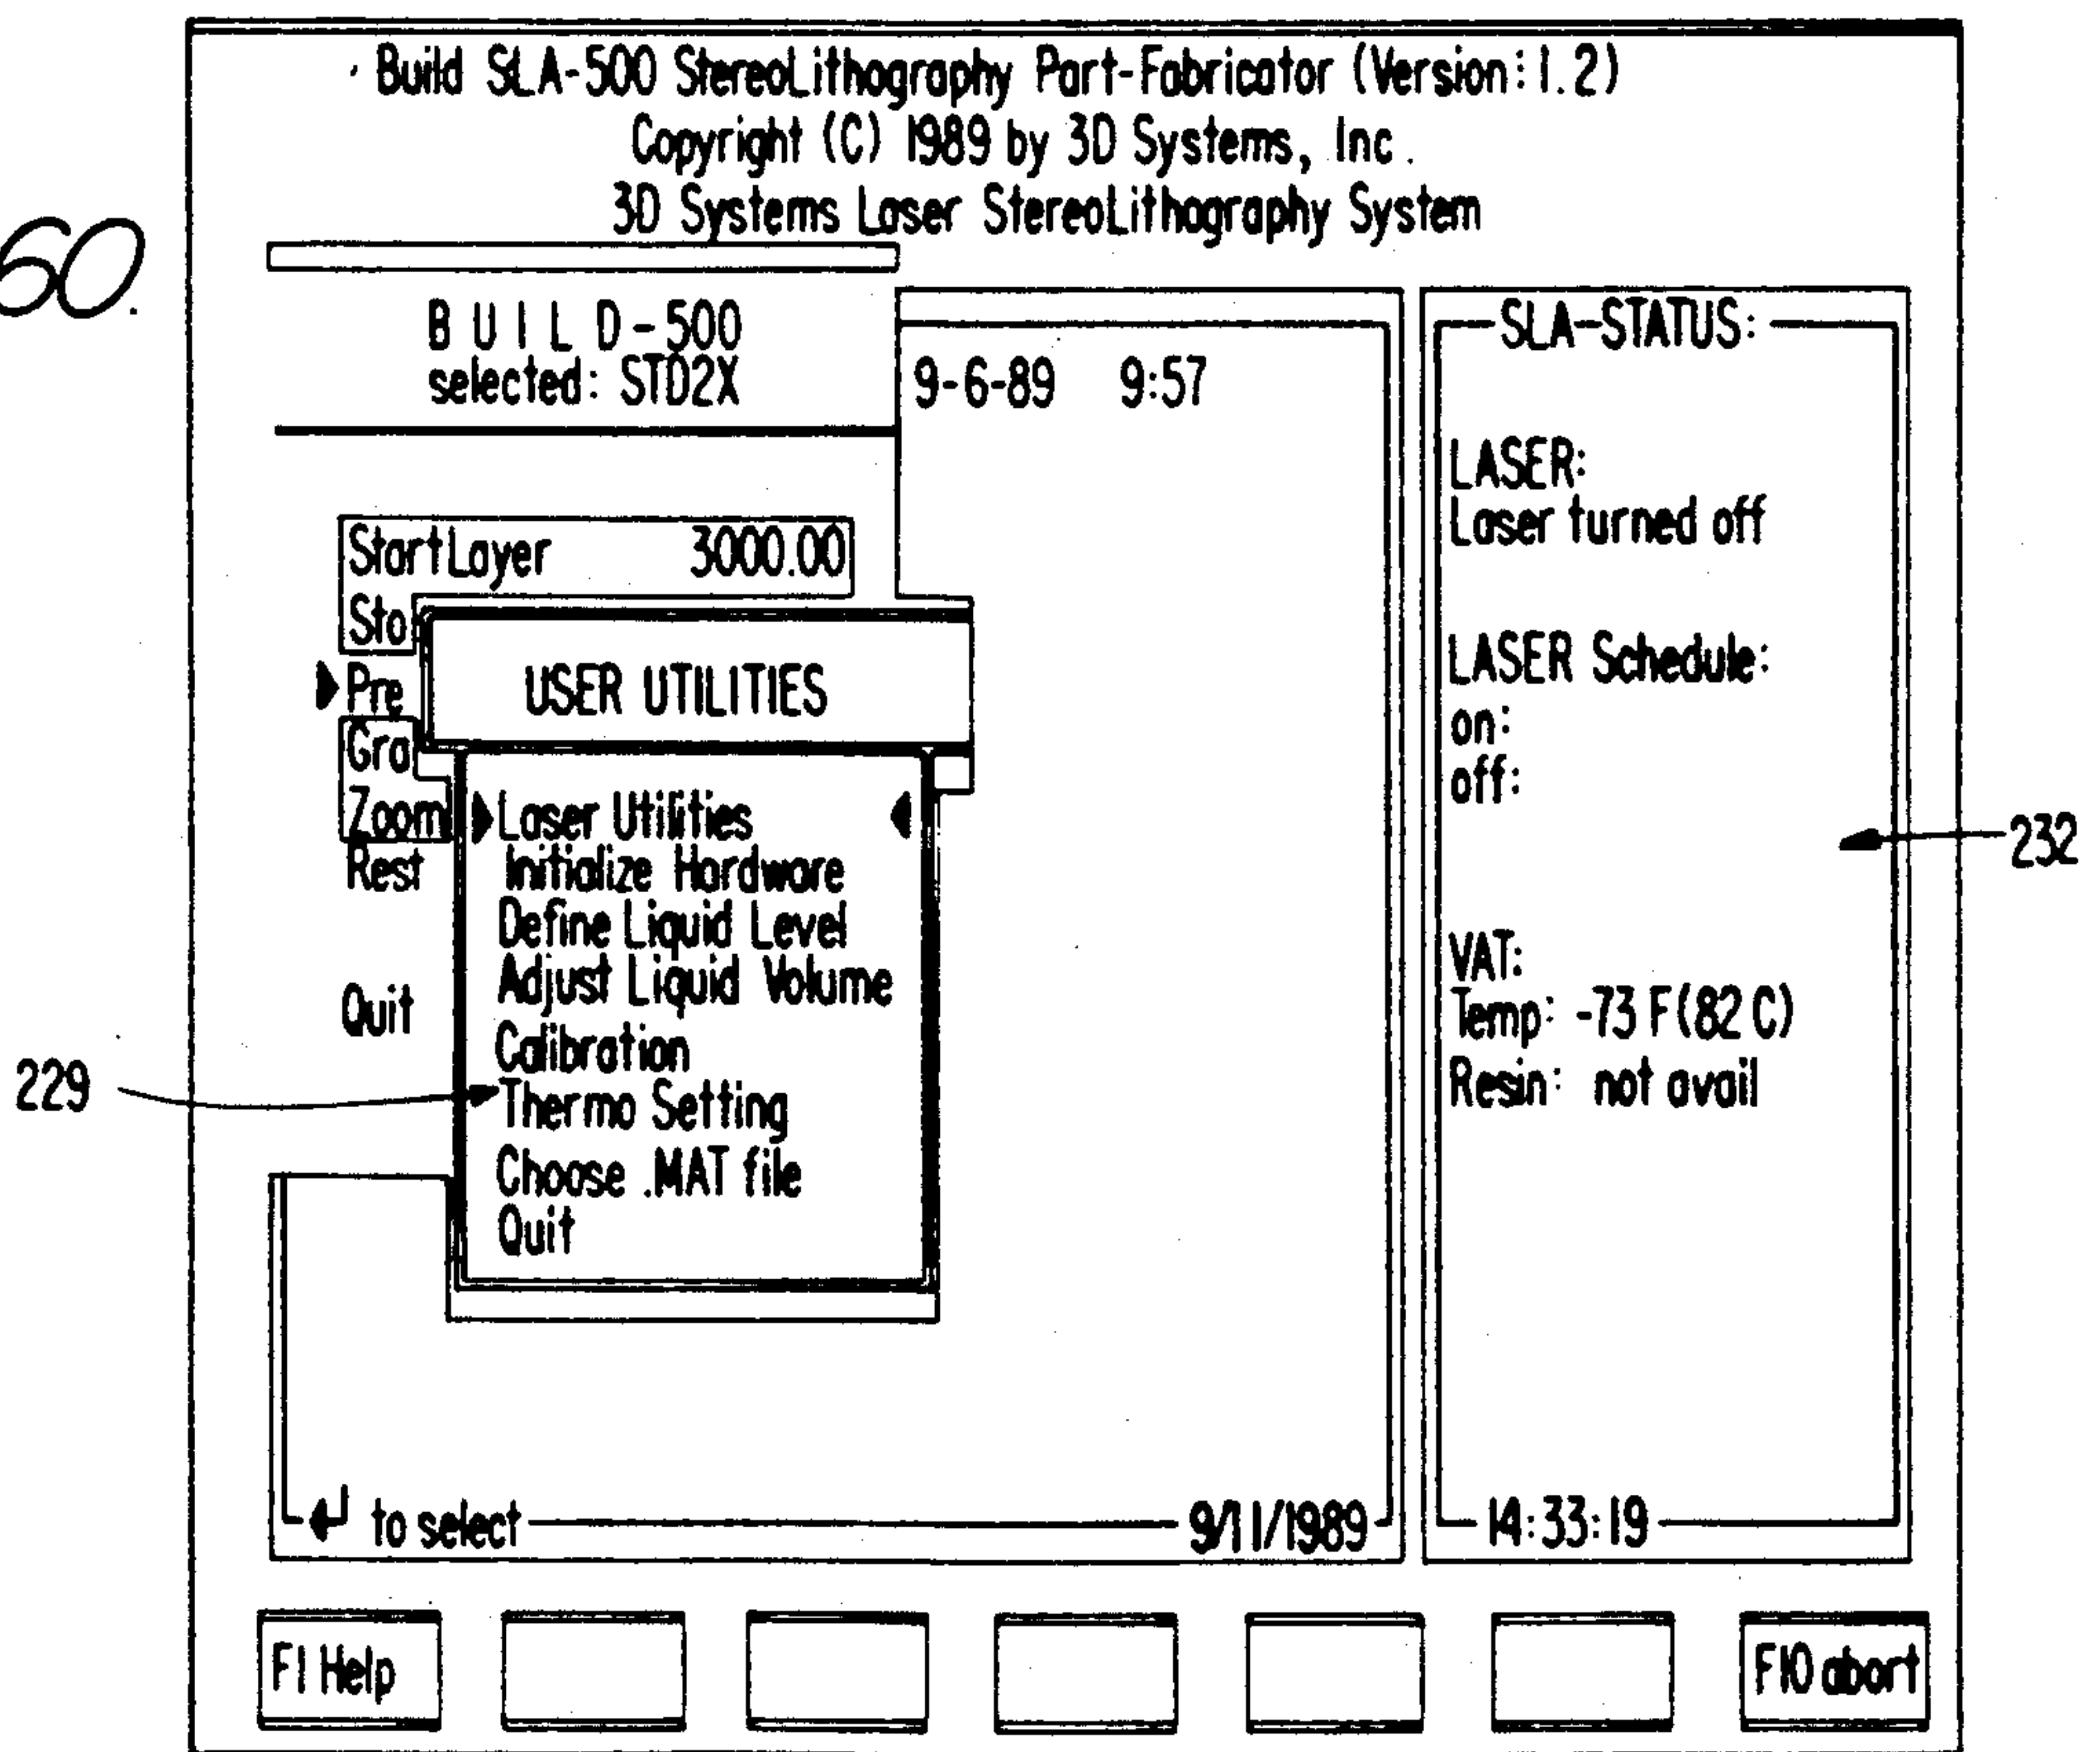 Build SLA-500 StereoLithography Part-Fabricator (Version:1.2)
Copyright (C) 1989 by 3D Systems, Inc.
3D Systems Laser StereoLithography System
60.
B U I L D-500
selected: STD2X
9-6-89 9:57
StartLayer 3000.00
Sto
Pre
Gra
Zoom
Rest
Quit
USER UTILITIES
Laser Utilities
Initialize Hardware
Define Liquid Level
Adjust Liquid Volume
Calibration
Thermo Setting
Choose .MAT file
Quit
229
to select
9/11/1989
SLA-STATUS:
LASER:
Laser turned off
LASER Schedule:
on:
off:
VAT:
Temp: -73 F(82 C)
Resin: not avail
14:33:19
232
F1 Help
F10 abort